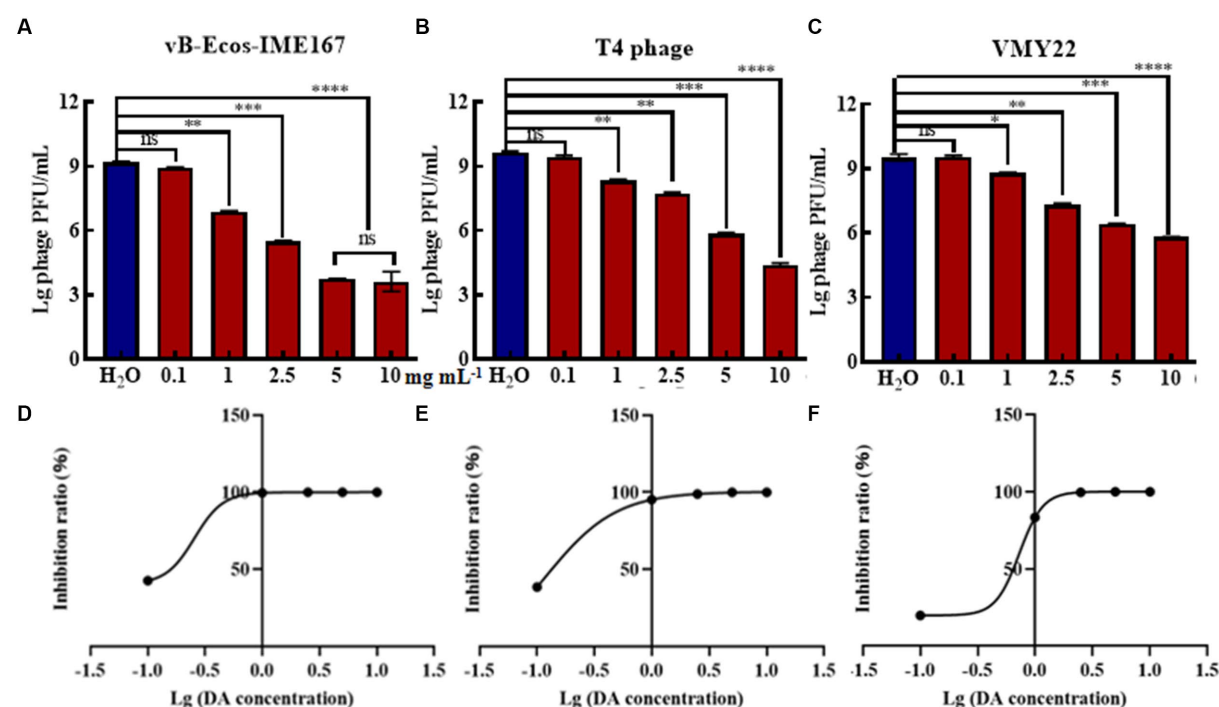 A
vB-Ecos-IME167
****
***
**
ns
ns
12
9
6
3
0
Lg phage PFU/mL
H₂O 0.1 1 2.5 5 10 mg mL⁻¹
B
T4 phage
****
***
**
**
ns
12
9
6
3
0
Lg phage PFU/mL
H₂O 0.1 1 2.5 5 10
C
VMY22
****
***
**
*
ns
12
9
6
3
0
Lg phage PFU/mL
H₂O 0.1 1 2.5 5 10
D
150
100
50
Inhibition ratio (%)
-1.5 -1.0 -0.5 0.0 0.5 1.0 1.5
Lg (DA concentration)
E
150
100
50
Inhibition ratio (%)
-1.5 -1.0 -0.5 0.0 0.5 1.0 1.5
Lg (DA concentration)
F
150
100
50
Inhibition ratio (%)
-1.5 -1.0 -0.5 0.0 0.5 1.0 1.5
Lg (DA concentration)